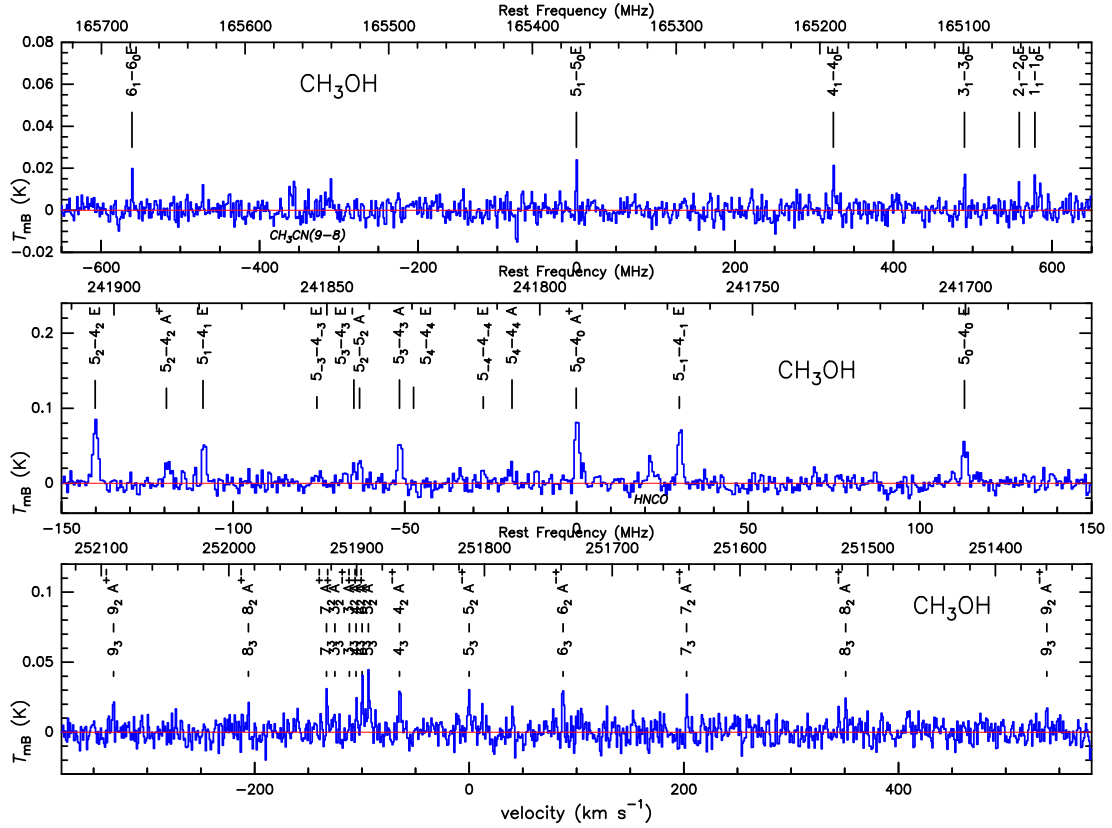 Rest Frequency (MHz)
165700 165600 165500 165400 165300 165200 165100
6₁−6₀E 5₁−5₀E 4₁−4₀E 3₁−3₀E 2₁−2₀E 1₁−1₀E
CH₃OH
CH₃CN(9−8)
T_mB (K)
0.08
0.06
0.04
0.02
0
−0.02
−600 −400 −200 0 200 400 600
Rest Frequency (MHz)
241900 241850 241800 241750 241700
5₂−4₂ E 5₂−4₂ A⁺ 5₁−4₁ E 5₋₃−4₋₃ E 5₃−4₃ E 5₂−5₂ A⁻ 5₃−4₃ A 5₄−4₄ E 5₋₄−4₋₄ E 5₄−4₄ A 5₀−4₀ A⁺ 5₋₁−4₋₁ E 5₀−4₀ E
CH₃OH
HNCO
T_mB (K)
0.2
0.1
0
−150 −100 −50 0 50 100 150
Rest Frequency (MHz)
252100 252000 251900 251800 251700 251600 251500 251400
9₃ − 9₂ A⁻⁺ 8₃ − 8₂ A⁻⁺ 4₃ − 4₂ A⁻⁺ 5₃ − 5₂ A⁻⁺ 6₃ − 6₂ A⁻⁺ 7₃ − 7₂ A⁻⁺ 8₃ − 8₂ A⁻⁺ 9₃ − 9₂ A⁻⁺
CH₃OH
T_mB (K)
0.1
0.05
0
−200 0 200 400
velocity (km s⁻¹)